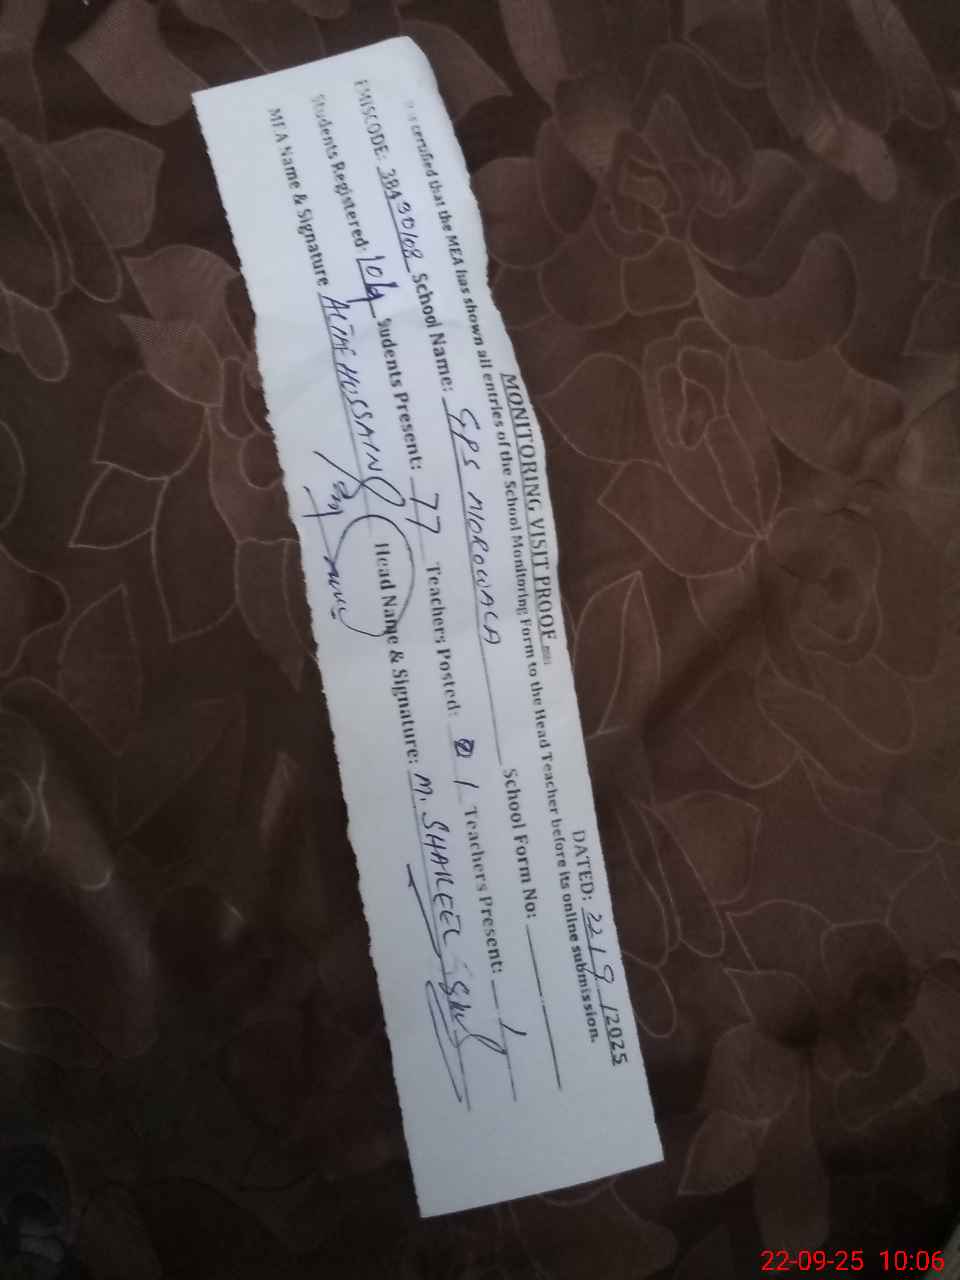 MONITORING VISIT PROOF
DATED: 22/9/2025
It is certified that the MEA has shown all entries of the School Monitoring Form to the Head Teacher before its online submission.
EMISCODE: 38430108 School Name: GPS MOROWALA School Form No:
Students Registered: 104 Students Present: 77 Teachers Posted: 1 Teachers Present: 1
MEA Name & Signature ALTAF HUSSAIN Head Name & Signature: M. SHAKEEL
22-09-25 10:06